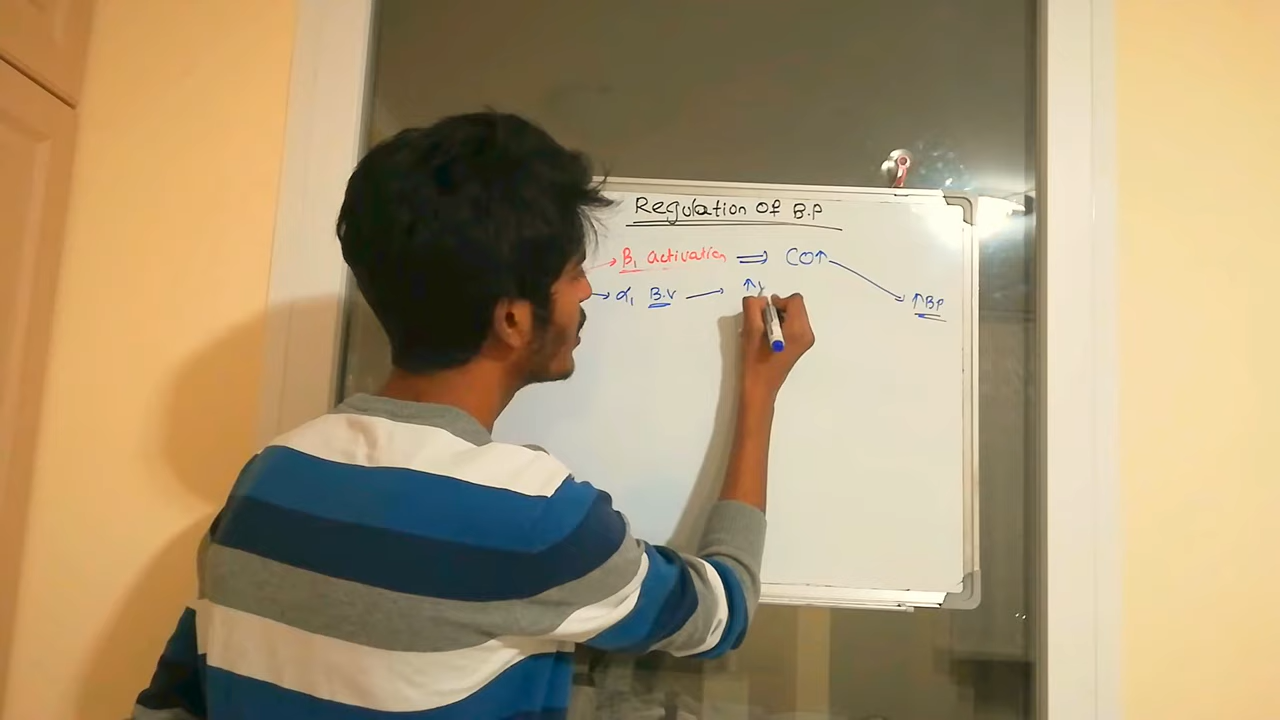 Regulation Of B.P
→ β₁ activation ⇒ CO↑
→ α₁ B.V → ↑
↑BP